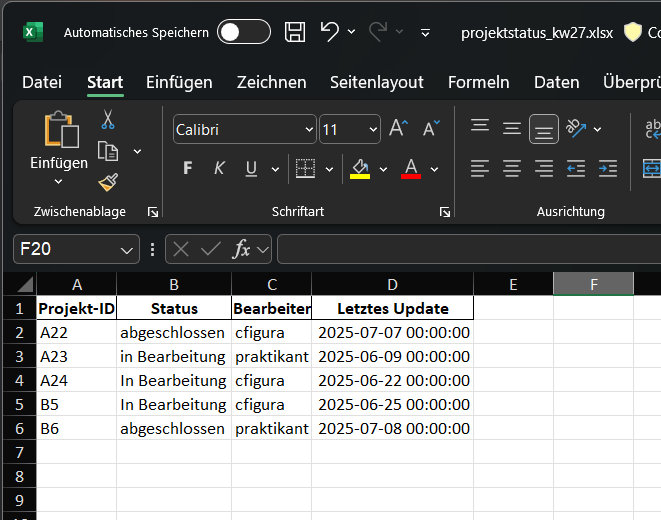 Automatisches Speichern projektstatus_kw27.xlsx Co
Datei Start Einfügen Zeichnen Seitenlayout Formeln Daten Überprü
Calibri 11 A A ab
Einfügen c
F K U A
Zwischenablage Schriftart Ausrichtung
F20 fx
A B C D E F
1 Projekt-ID Status Bearbeiter Letztes Update
2 A22 abgeschlossen cfigura 2025-07-07 00:00:00
3 A23 in Bearbeitung praktikant 2025-06-09 00:00:00
4 A24 In Bearbeitung cfigura 2025-06-22 00:00:00
5 B5 In Bearbeitung cfigura 2025-06-25 00:00:00
6 B6 abgeschlossen praktikant 2025-07-08 00:00:00
7
8
9